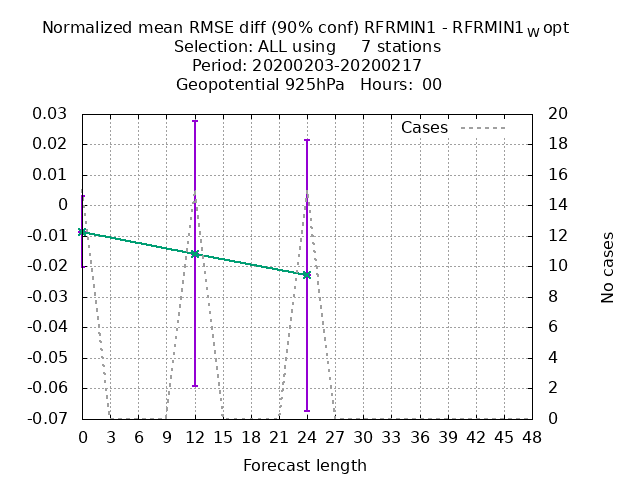 Normalized mean RMSE diff (90% conf) RFRMIN1 - RFRMIN1W opt
Selection: ALL using 7 stations
Period: 20200203-20200217
Geopotential 925hPa Hours: 00
Cases
0.03
0.02
0.01
0
-0.01
-0.02
-0.03
-0.04
-0.05
-0.06
-0.07
20
18
16
14
12
10
8
6
4
2
0
No cases
0 3 6 9 12 15 18 21 24 27 30 33 36 39 42 45 48
Forecast length